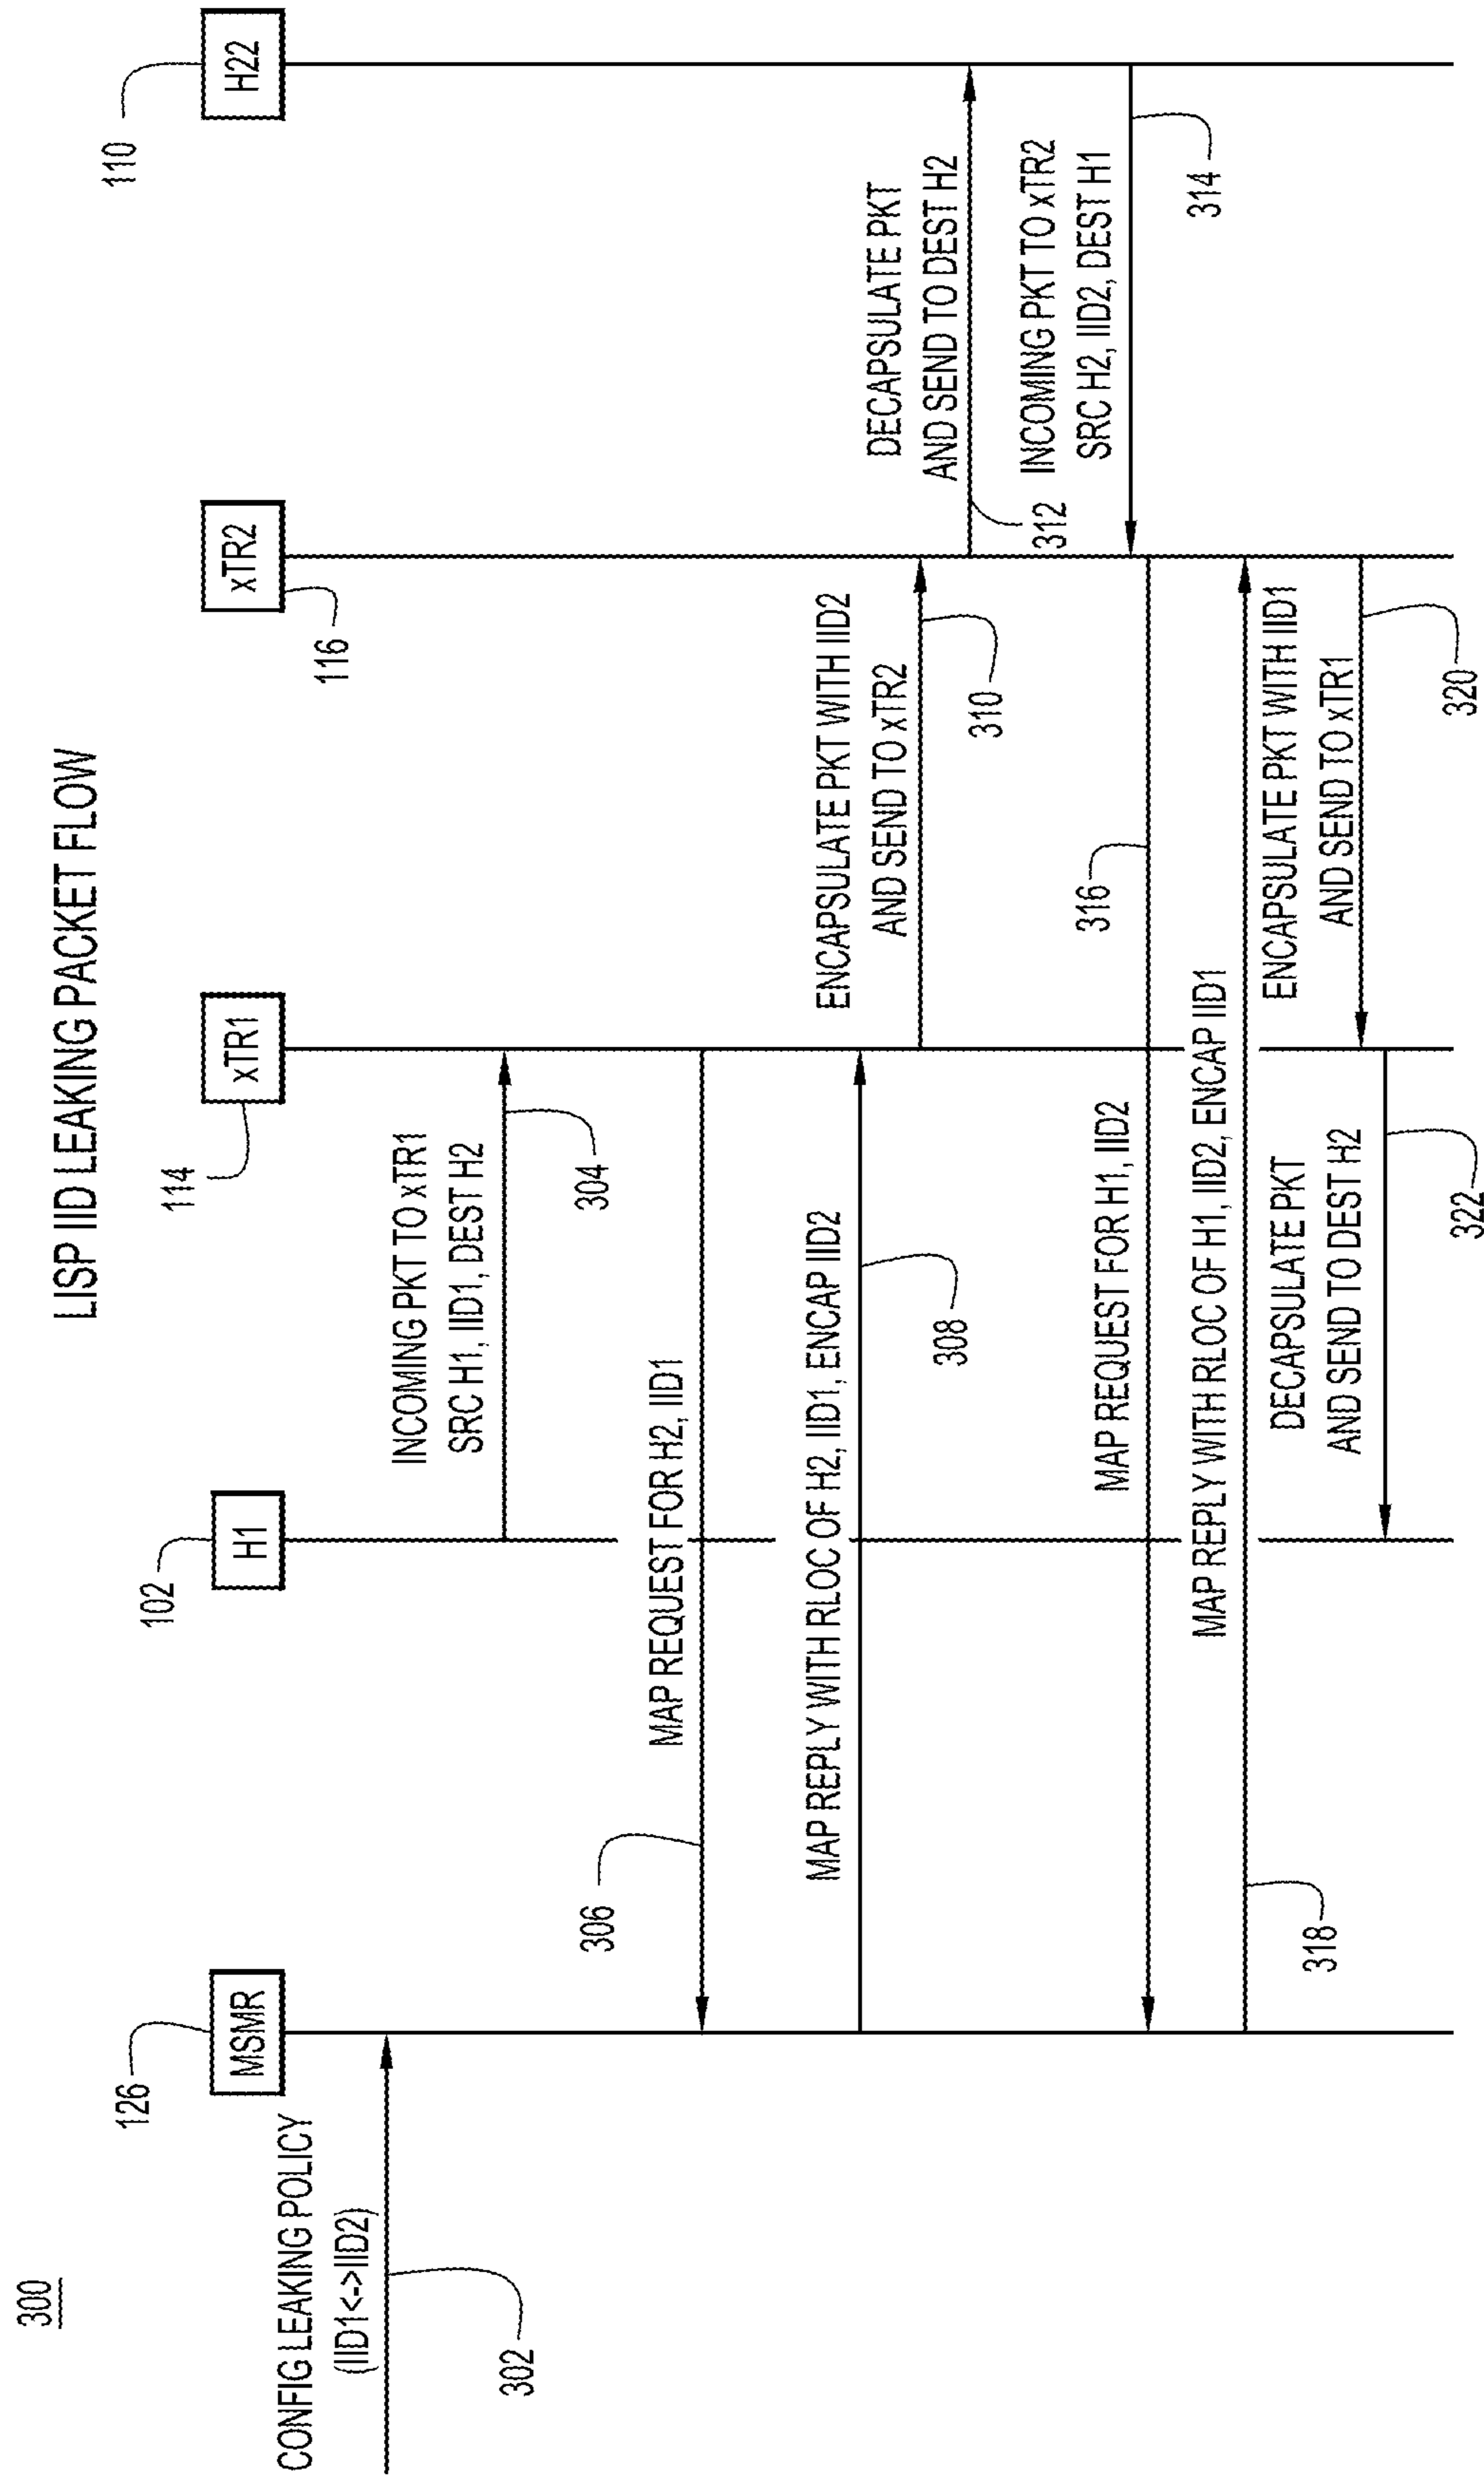 300
LISP IID LEAKING PACKET FLOW
126
MSMR
102
H1
114
xTR1
116
xTR2
110
H22
CONFIG LEAKING POLICY
(IID1<->IID2)
302
INCOMING PKT TO xTR1
SRC H1, IID1, DEST H2
304
MAP REQUEST FOR H2, IID1
306
MAP REPLY WITH RLOC OF H2, IID1, ENCAP IID2
308
ENCAPSULATE PKT WITH IID2
AND SEND TO xTR2
310
DECAPSULATE PKT
AND SEND TO DEST H2
312
INCOMING PKT TO xTR2
SRC H2, IID2, DEST H1
314
316
MAP REQUEST FOR H1, IID2
MAP REPLY WITH RLOC OF H1, IID2, ENCAP IID1
318
ENCAPSULATE PKT WITH IID1
AND SEND TO xTR1
320
DECAPSULATE PKT
AND SEND TO DEST H2
322